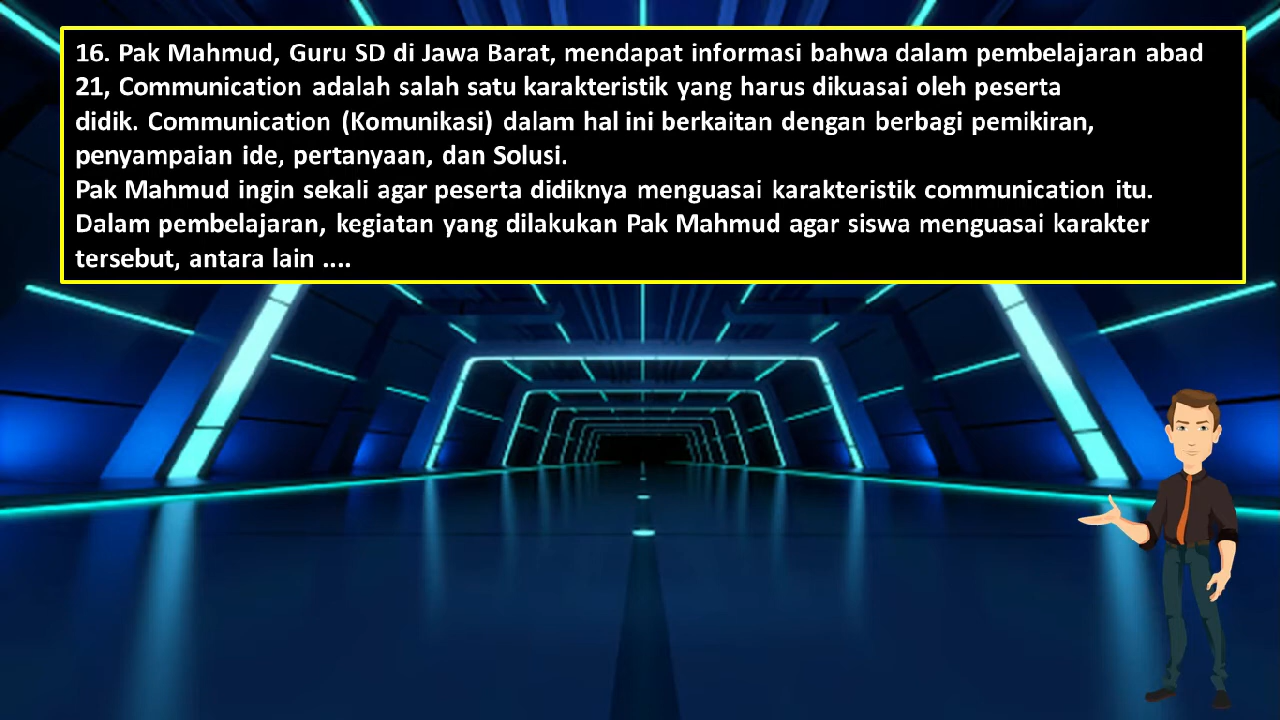 16. Pak Mahmud, Guru SD di Jawa Barat, mendapat informasi bahwa dalam pembelajaran abad
21, Communication adalah salah satu karakteristik yang harus dikuasai oleh peserta
didik. Communication (Komunikasi) dalam hal ini berkaitan dengan berbagi pemikiran,
penyampaian ide, pertanyaan, dan Solusi.
Pak Mahmud ingin sekali agar peserta didiknya menguasai karakteristik communication itu.
Dalam pembelajaran, kegiatan yang dilakukan Pak Mahmud agar siswa menguasai karakter
tersebut, antara lain ....